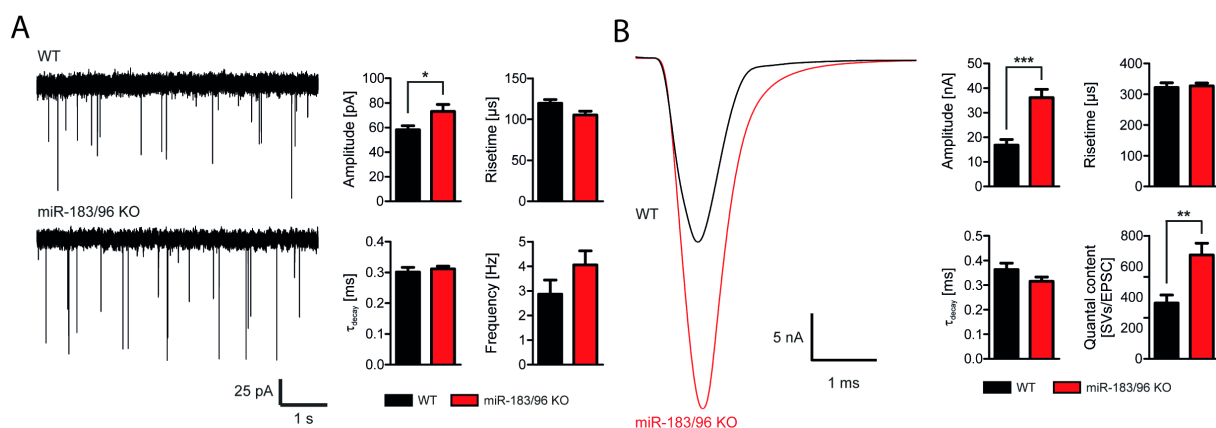 A
WT
miR-183/96 KO
25 pA
1 s
*
Amplitude [pA]
100
80
60
40
20
0
Risetime [µs]
150
100
50
0
τdecay [ms]
0.4
0.3
0.2
0.1
0.0
Frequency [Hz]
5
4
3
2
1
0
WT
miR-183/96 KO
B
WT
miR-183/96 KO
5 nA
1 ms
***
Amplitude [nA]
50
40
30
20
10
0
Risetime [µs]
400
300
200
100
0
τdecay [ms]
0.5
0.4
0.3
0.2
0.1
0.0
**
Quantal content
[SVs/EPSC]
800
600
400
200
0
WT
miR-183/96 KO